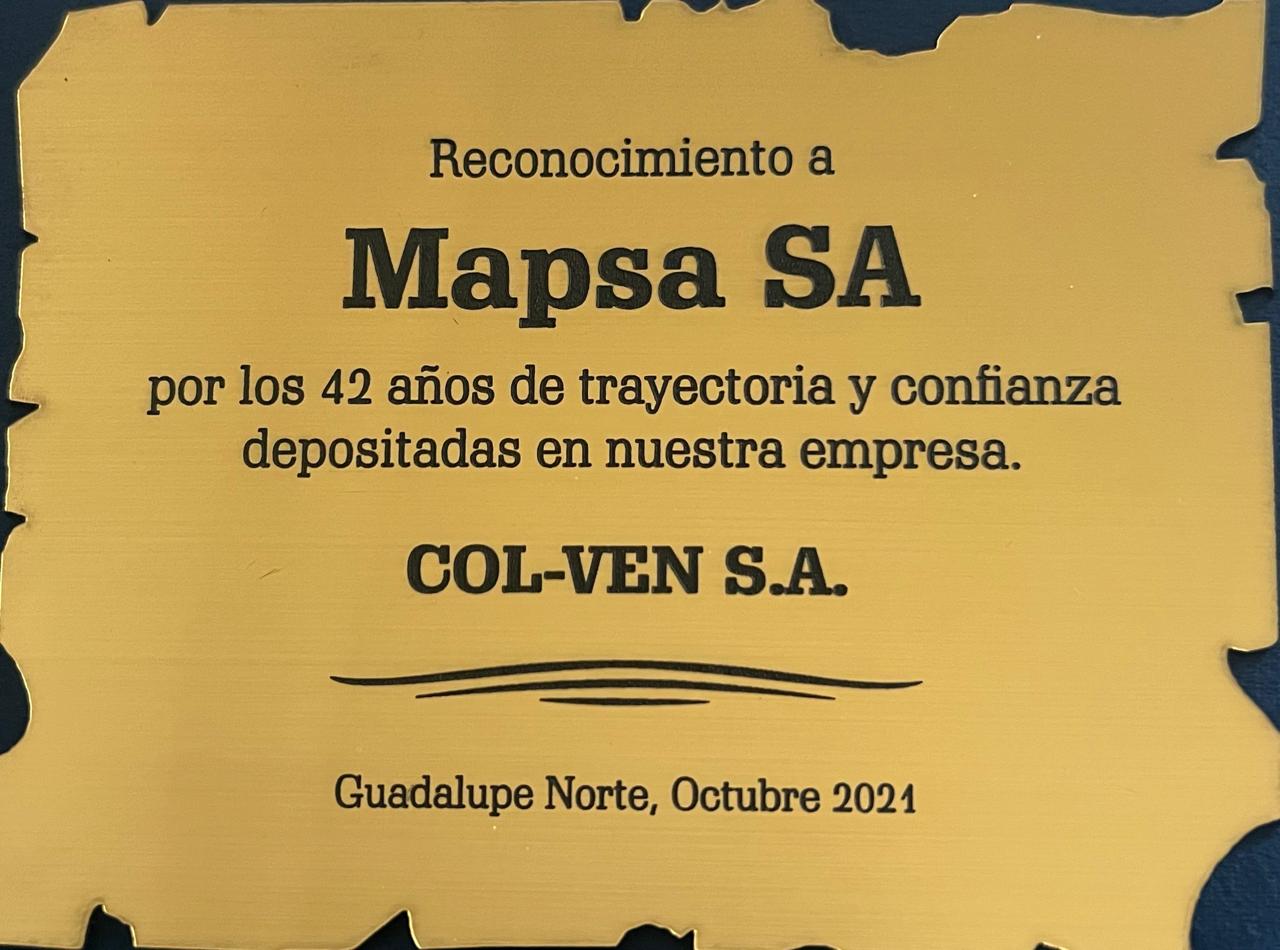 Reconocimiento a
Mapsa SA
por los 42 años de trayectoria y confianza
depositadas en nuestra empresa.
COL-VEN S.A.
Guadalupe Norte, Octubre 2021